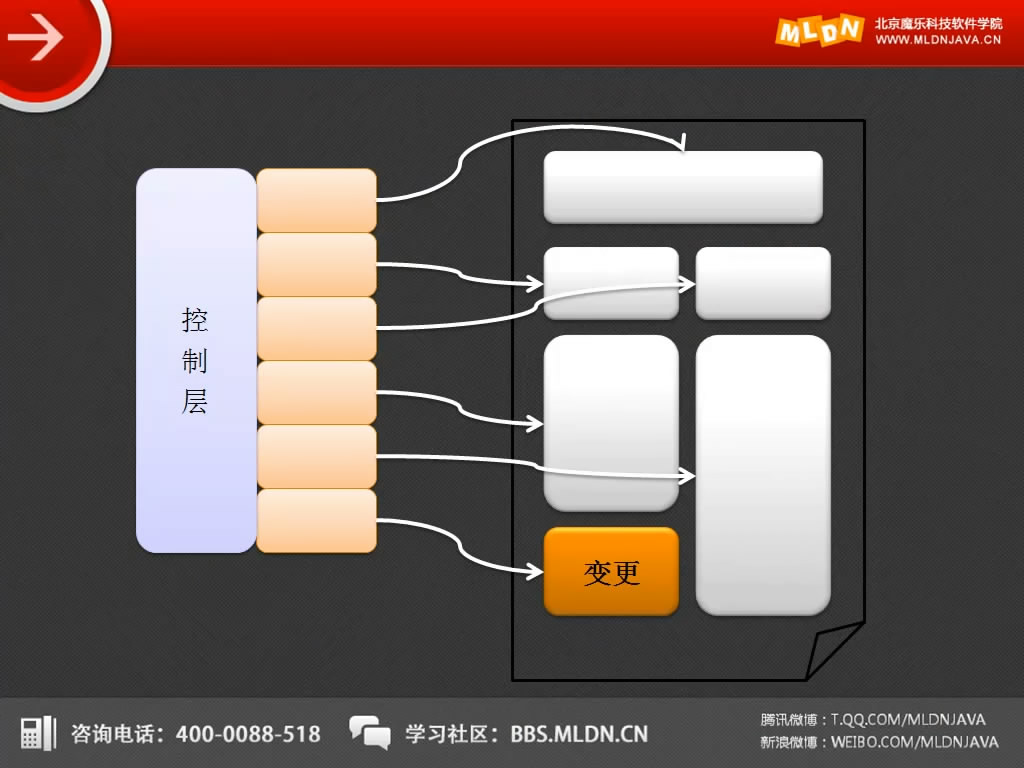 MLDN
北京魔乐科技软件学院
WWW.MLDNJAVA.CN
控
制
层
变更
咨询电话：400-0088-518
学习社区：BBS.MLDN.CN
腾讯微博：T.QQ.COM/MLDNJAVA
新浪微博：WEIBO.COM/MLDNJAVA